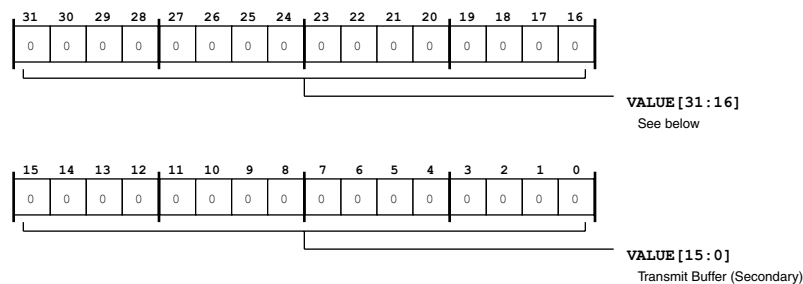 31 30 29 28 27 26 25 24 23 22 21 20 19 18 17 16
0 0 0 0 0 0 0 0 0 0 0 0 0 0 0 0
VALUE[31:16]
See below
15 14 13 12 11 10 9 8 7 6 5 4 3 2 1 0
0 0 0 0 0 0 0 0 0 0 0 0 0 0 0 0
VALUE[15:0]
Transmit Buffer (Secondary)